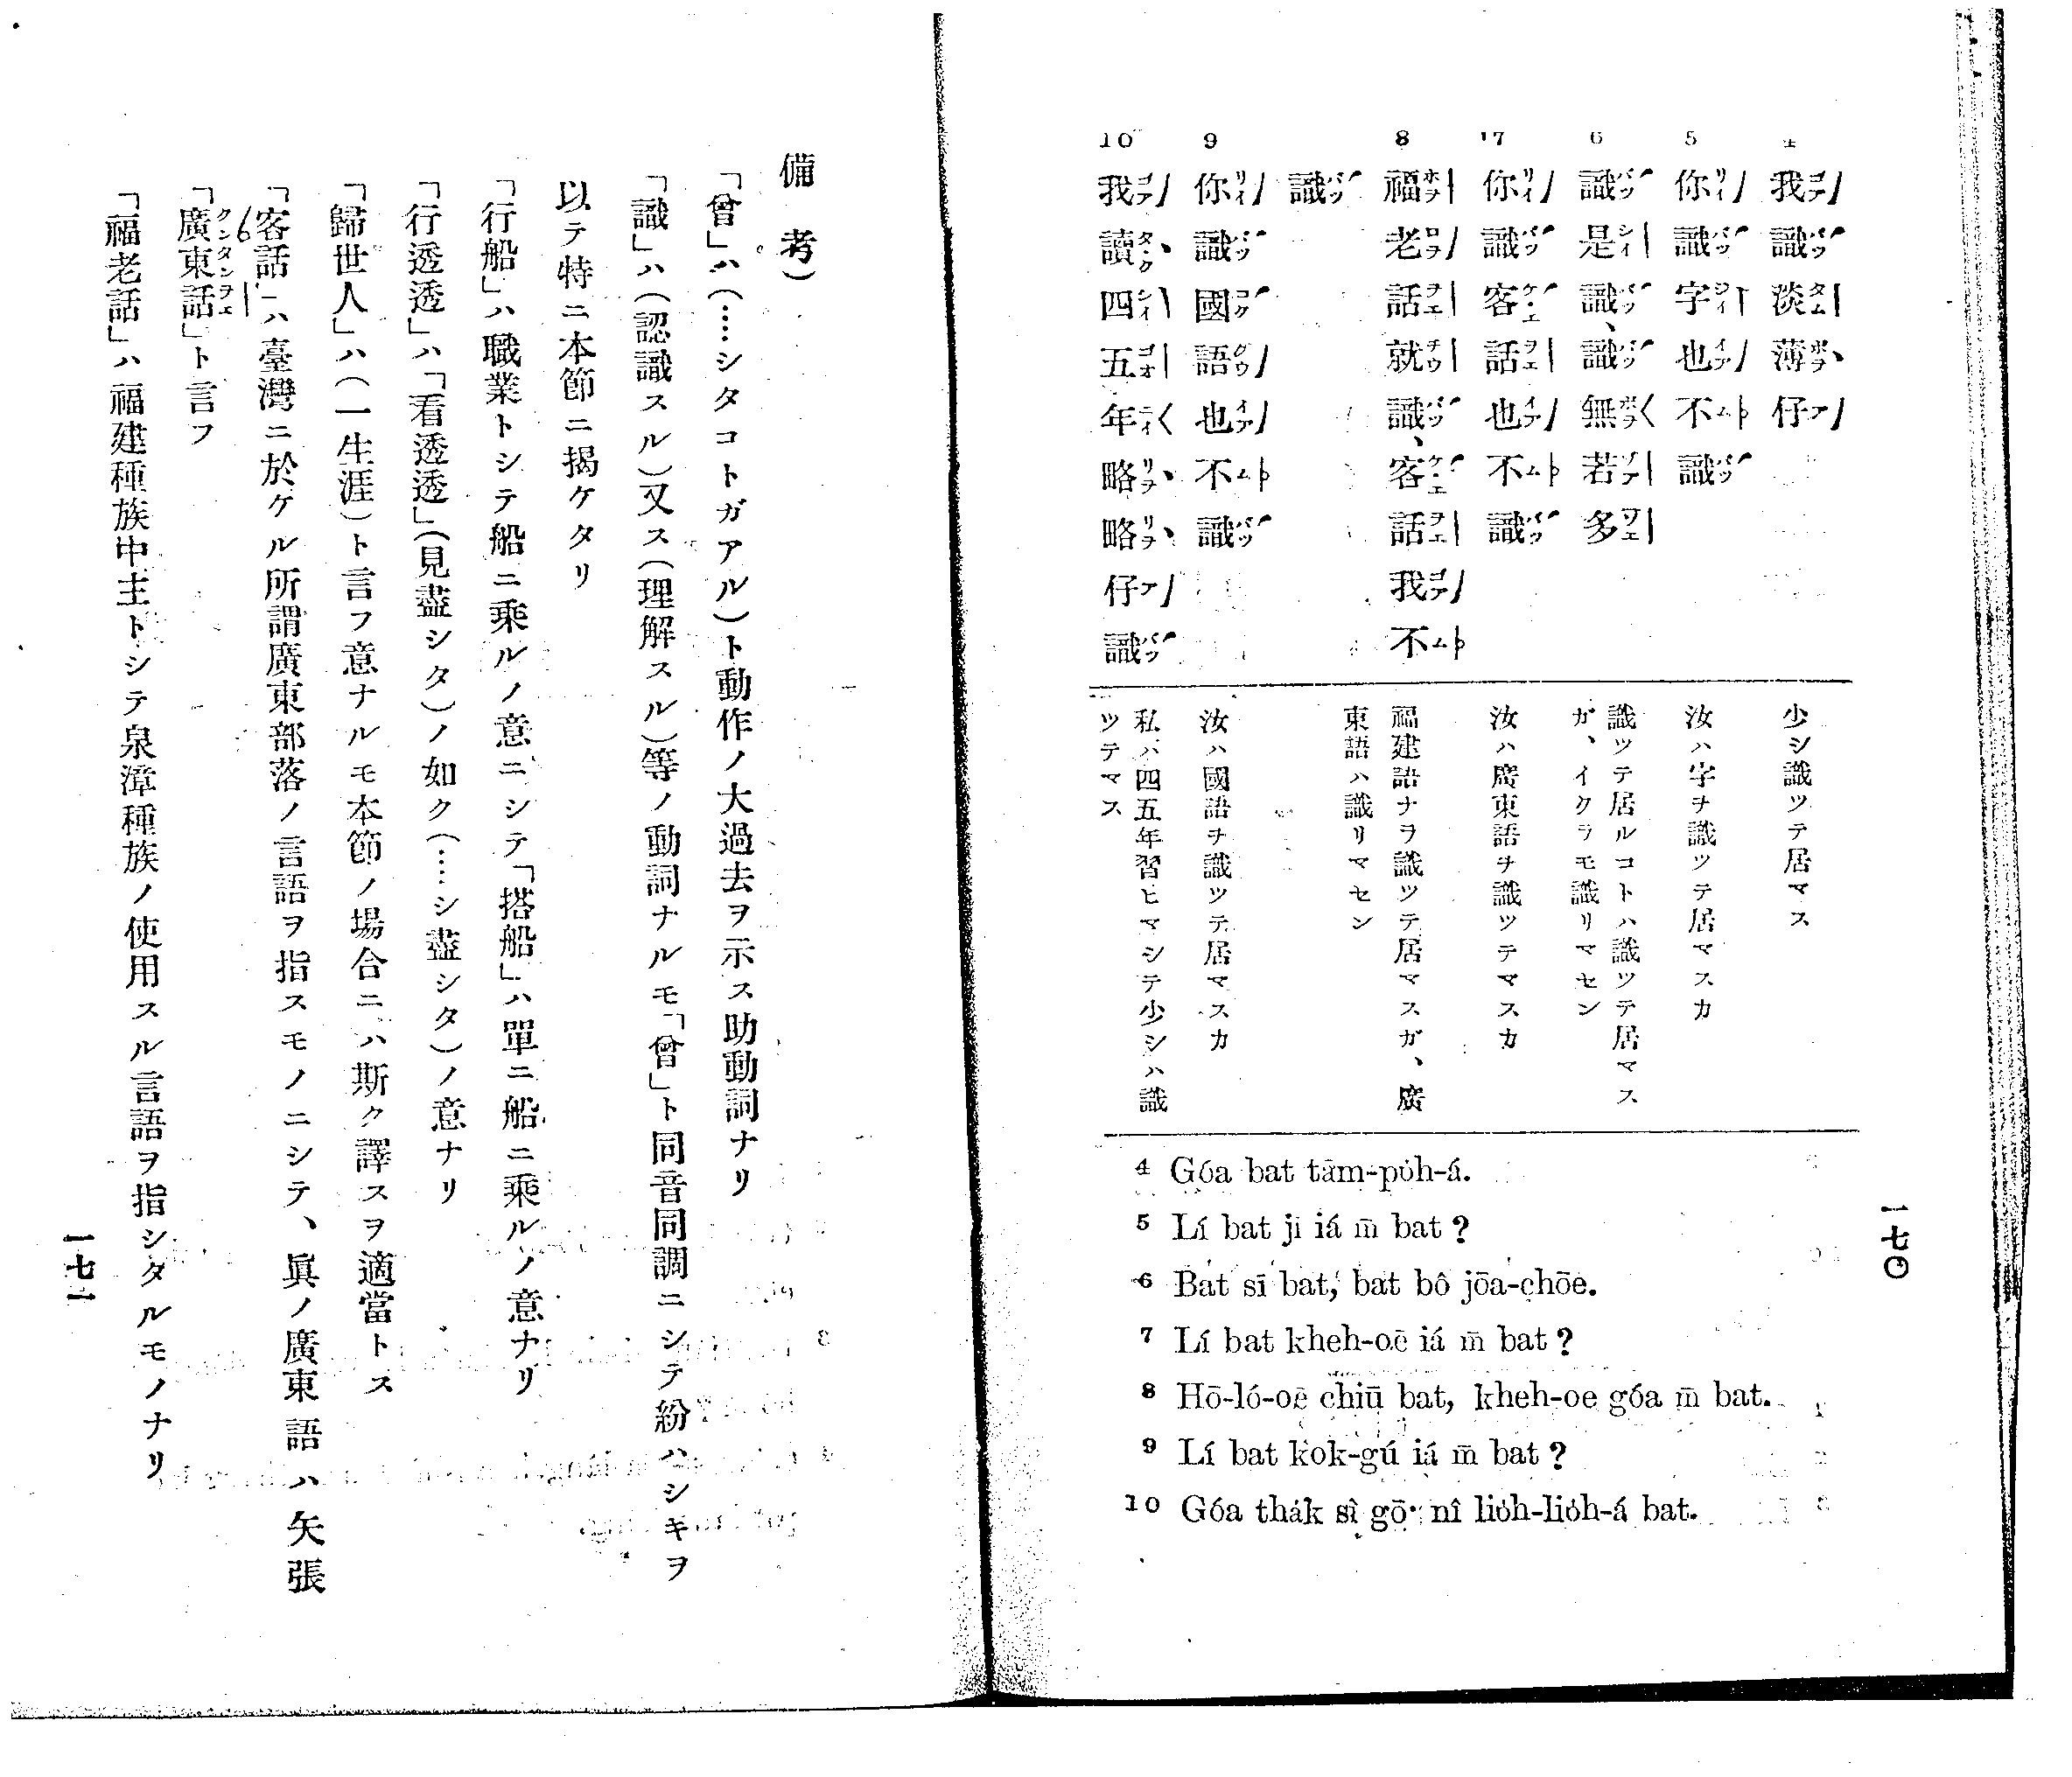 4
我識淡薄仔
5
你識字也不識
6
識是識、識無若多
7
你識客話也不識
8
福老話就識、客話我不
識
9
你識國語也不識
10
我讀四五年略略仔識
少シ識ツテ居マス
汝ハ字ヲ識ツテ居マスカ
識ツテ居ルコトハ識ツテ居マス
ガ、イクラモ識リマセン
汝ハ廣東語ヲ識ツテマスカ
福建語ナヲ識ツテ居マスガ、廣
東語ハ識リマセン
汝ハ國語ヲ識ツテ居マスカ
私ハ四五年習ヒマシテ少シハ識
ツテマス
4 Góa bat tām-po̍h-á.
5 Lí bat jī iá m̄ bat?
6 Bat sī bat, bat bô jōa-chōe.
7 Lí bat kheh-oē iá m̄ bat?
8 Hō-ló-oē chiū bat, kheh-oe góa m̄ bat.
9 Lí bat kok-gú iá m̄ bat?
10 Góa tha̍k sì gō· nî lio̍h-lio̍h-á bat.
一七〇
備考)
「曾」ハ(……シタコトガアル)ト動作ノ大過去ヲ示ス助動詞ナリ
「識」ハ(認識スル)又ス(理解スル)等ノ動詞ナルモ「曾」ト同音同調ニシテ紛ハシキヲ
以テ特ニ本節ニ揭ケタリ
「行船」ハ職業トシテ船ニ乘ルノ意ニシテ「搭船」ハ單ニ船ニ乘ルノ意ナリ
「行透透」ハ「看透透」(見盡シタ)ノ如ク(……シ盡シタ)ノ意ナリ
「歸世人」ハ(一生涯)ト言フ意ナルモ本節ノ場合ニハ斯ク譯スヲ適當トス
「客話」ハ臺灣ニ於ケル所謂廣東部落ノ言語ヲ指スモノニシテ、眞ノ廣東語ハ矢張
「廣東話」ト言フ
クンタンヲエ
「福老話」ハ福建種族中主トシテ泉漳種族ノ使用スル言語ヲ指シタルモノナリ
一七一